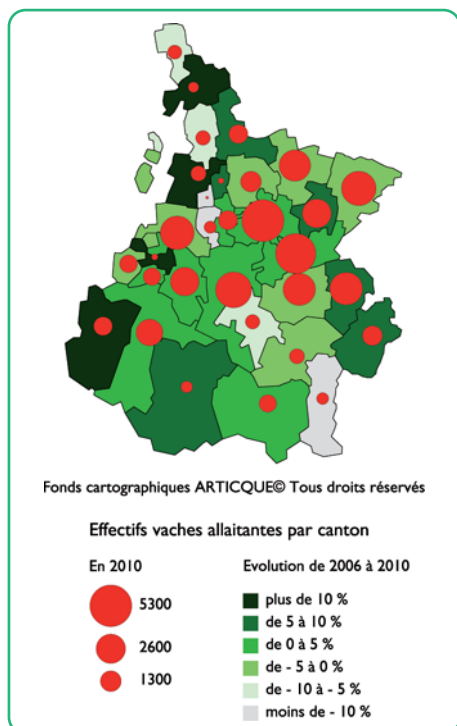 Fonds cartographiques ARTICQUE© Tous droits réservés
Effectifs vaches allaitantes par canton
En 2010
Evolution de 2006 à 2010
5300
2600
1300
plus de 10 %
de 5 à 10 %
de 0 à 5 %
de - 5 à 0 %
de - 10 à - 5 %
moins de - 10 %